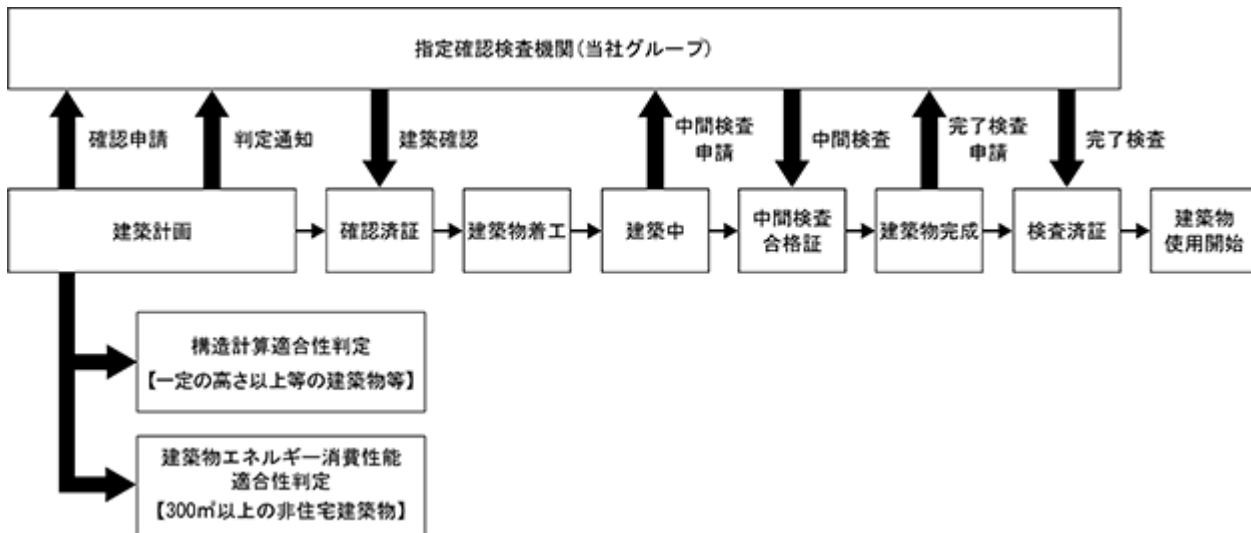 指定確認検査機関(当社グループ)
確認申請
判定通知
建築確認
中間検査
申請
中間検査
完了検査
申請
完了検査
建築計画
確認済証
建築物着工
建築中
中間検査
合格証
建築物完成
検査済証
建築物
使用開始
構造計算適合性判定
【一定の高さ以上等の建築物等】
建築物エネルギー消費性能
適合性判定
【300㎡以上の非住宅建築物】